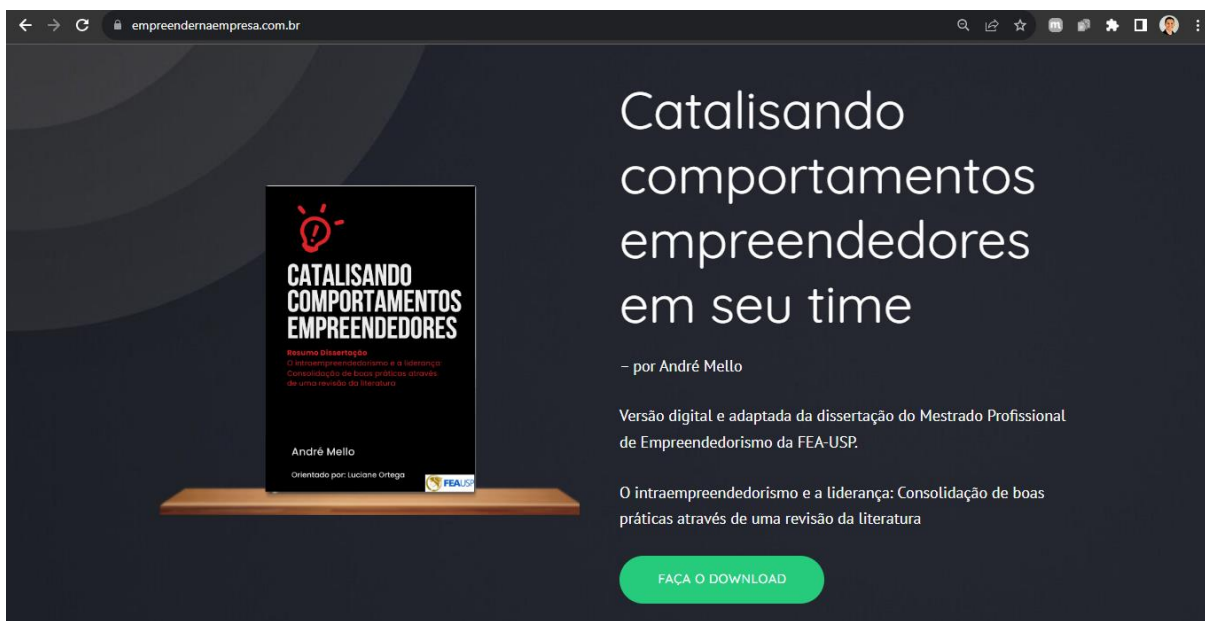 empreendernaempresa.com.br
Catalisando
comportamentos
empreendedores
em seu time
– por André Mello
Versão digital e adaptada da dissertação do Mestrado Profissional
de Empreendedorismo da FEA-USP.
O intraempreendedorismo e a liderança: Consolidação de boas
práticas através de uma revisão da literatura
FAÇA O DOWNLOAD
CATALISANDO
COMPORTAMENTOS
EMPREENDEDORES
Resumo Dissertação
O intraempreendedorismo e a liderança:
Consolidação de boas práticas através
de uma revisão da literatura
André Mello
Orientado por: Luciane Ortega
FEAUSP
m